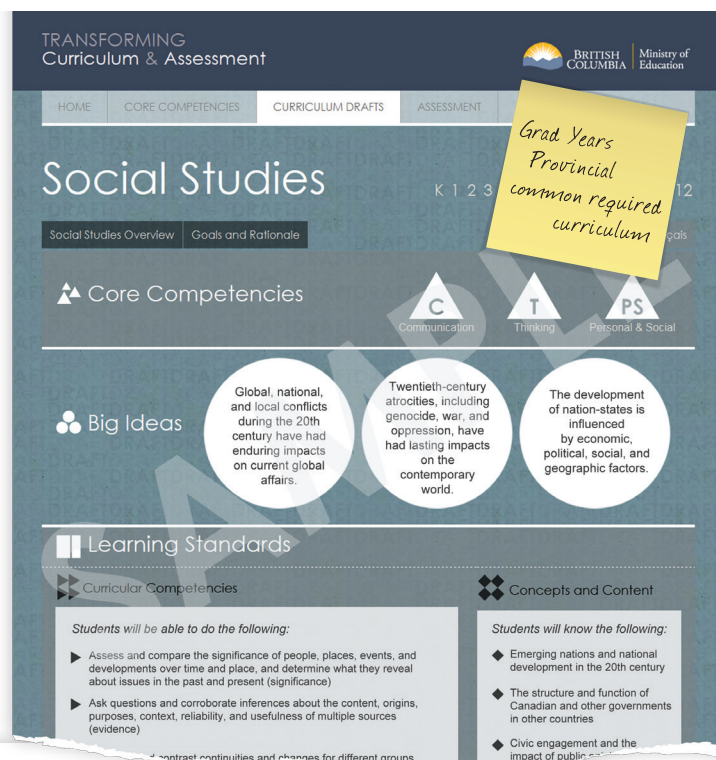 TRANSFORMING
Curriculum & Assessment
BRITISH COLUMBIA
Ministry of Education
HOME CORE COMPETENCIES CURRICULUM DRAFTS ASSESSMENT
Grad Years
Provincial
common required
curriculum
Social Studies
K 1 2 3 12
Social Studies Overview Goals and Rationale
Core Competencies
C T PS
Communication Thinking Personal & Social
Big Ideas
Global, national,
and local conflicts
during the 20th
century have had
enduring impacts
on current global
affairs.
Twentieth-century
atrocities, including
genocide, war, and
oppression, have
had lasting impacts
on the
contemporary
world.
The development
of nation-states is
influenced
by economic,
political, social, and
geographic factors.
SAMPLE
Learning Standards
Curricular Competencies
Students will be able to do the following:
Assess and compare the significance of people, places, events, and
developments over time and place, and determine what they reveal
about issues in the past and present (significance)
Ask questions and corroborate inferences about the content, origins,
purposes, context, reliability, and usefulness of multiple sources
(evidence)
contrast continuities and changes for different groups
Concepts and Content
Students will know the following:
Emerging nations and national
development in the 20th century
The structure and function of
Canadian and other governments
in other countries
Civic engagement and the
impact of public